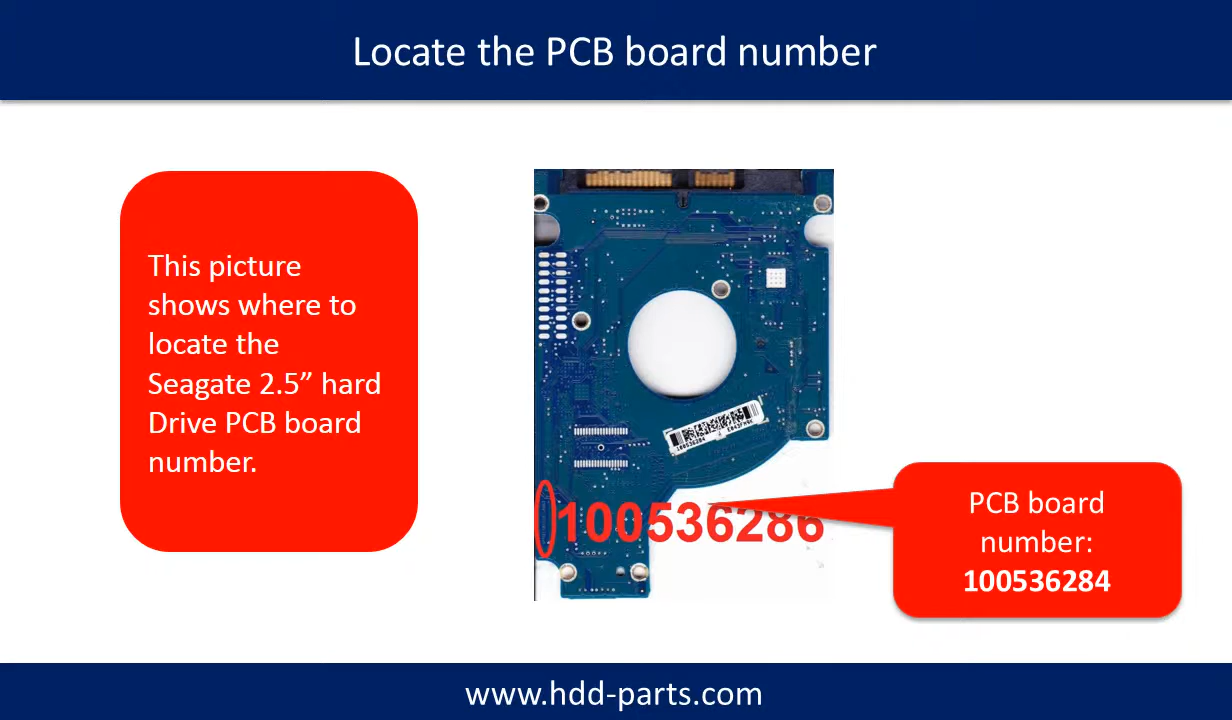 Locate the PCB board number
This picture
shows where to
locate the
Seagate 2.5” hard
Drive PCB board
number.
100536284
100536286
PCB board
number:
100536284
www.hdd-parts.com